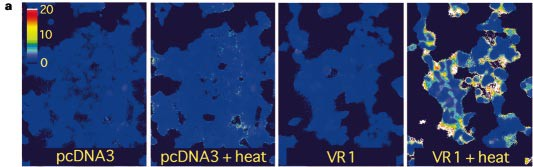 a
20
10
0
pcDNA3
pcDNA3 + heat
VR1
VR1 + heat